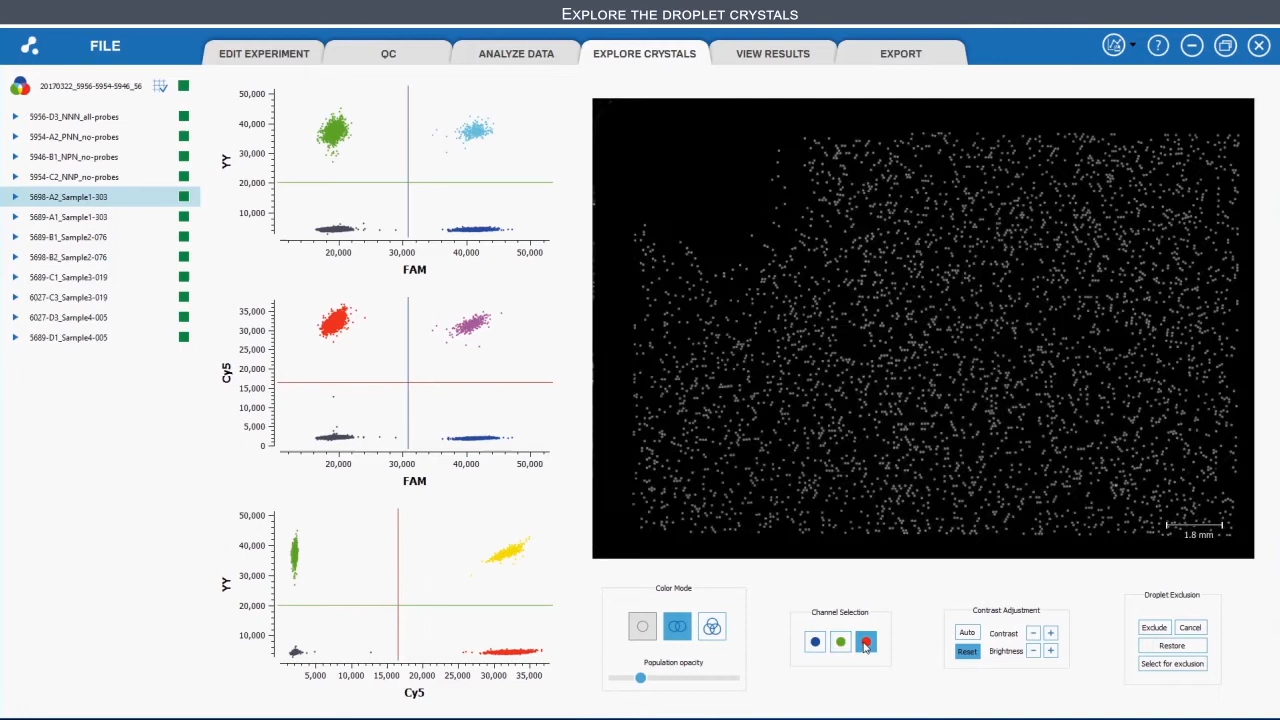 EXPLORE THE DROPLET CRYSTALS
FILE
EDIT EXPERIMENT
QC
ANALYZE DATA
EXPLORE CRYSTALS
VIEW RESULTS
EXPORT
?
20170322_5956-5954-5946_56
5956-D3_NNN_all-probes
5954-A2_PNN_no-probes
5946-B1_NPN_no-probes
5954-C2_NNP_no-probes
5698-A2_Sample1-303
5689-A1_Sample1-303
5689-B1_Sample2-076
5698-B2_Sample2-076
5689-C1_Sample3-019
6027-C3_Sample3-019
6027-D3_Sample4-005
5689-D1_Sample4-005
50,000
40,000
30,000
20,000
10,000
YY
20,000 30,000 40,000 50,000
FAM
35,000
30,000
25,000
20,000
15,000
10,000
5,000
0
Cy5
20,000 30,000 40,000 50,000
FAM
50,000
40,000
30,000
20,000
10,000
YY
5,000 10,000 15,000 20,000 25,000 30,000 35,000
Cy5
1.8 mm
Color Mode
Population opacity
Channel Selection
Contrast Adjustment
Auto
Contrast
− +
Reset
Brightness
− +
Droplet Exclusion
Exclude
Cancel
Restore
Select for exclusion